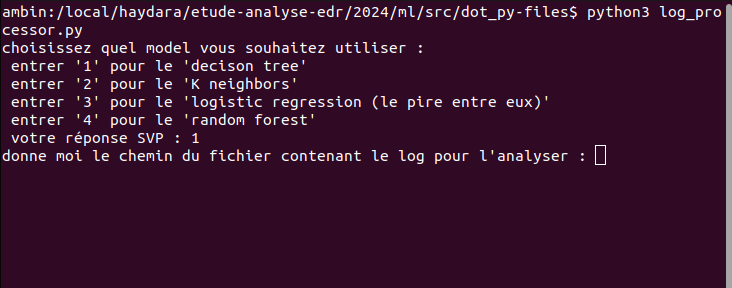 ambin:/local/haydara/etude-analyse-edr/2024/ml/src/dot_py-files$ python3 log_pro
cessor.py
choisissez quel model vous souhaitez utiliser :
 entrer '1' pour le 'decison tree'
 entrer '2' pour le 'K neighbors'
 entrer '3' pour le 'logistic regression (le pire entre eux)'
 entrer '4' pour le 'random forest'
 votre réponse SVP : 1
donne moi le chemin du fichier contenant le log pour l'analyser :